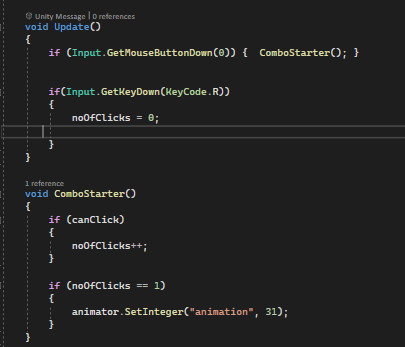 Unity Message | 0 references
void Update()
{
if (Input.GetMouseButtonDown(0)) { ComboStarter(); }
if(Input.GetKeyDown(KeyCode.R))
{
noOfClicks = 0;
}
}
1 reference
void ComboStarter()
{
if (canClick)
{
noOfClicks++;
}
if (noOfClicks == 1)
{
animator.SetInteger("animation", 31);
}
}